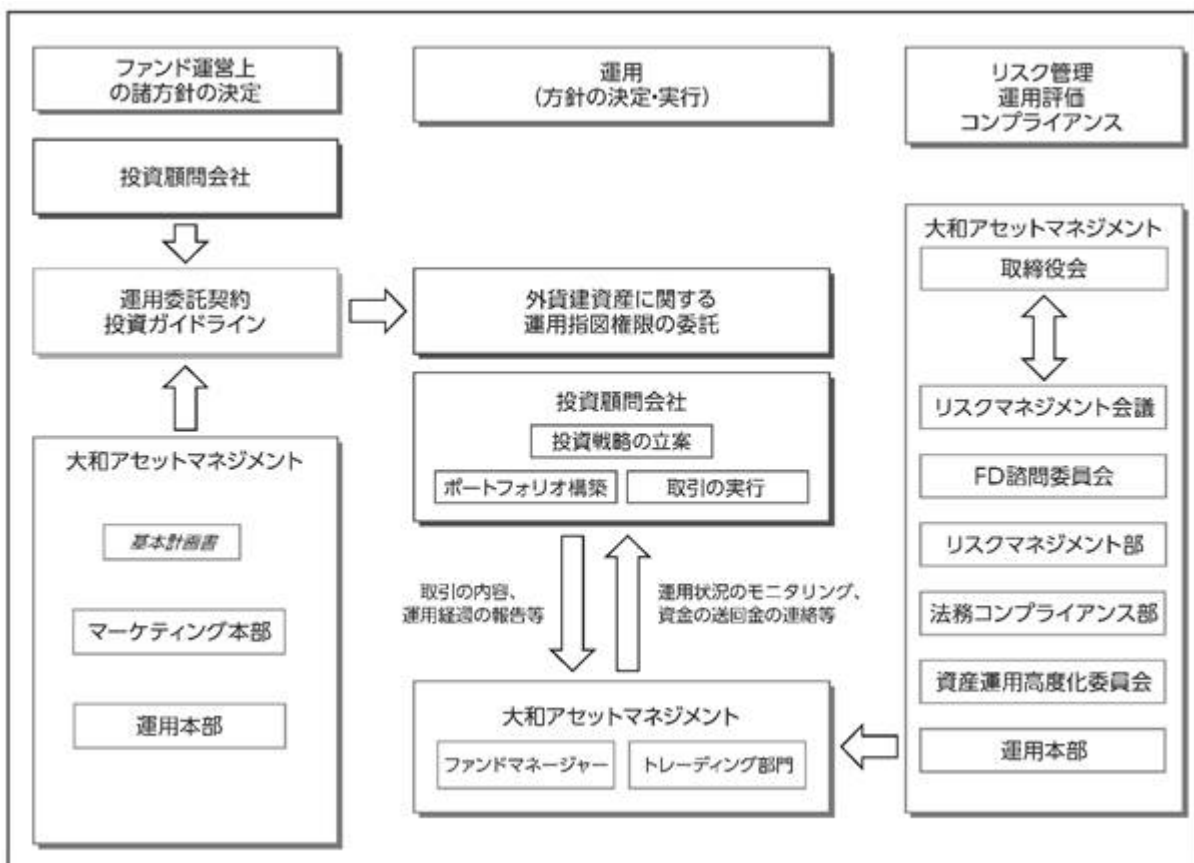 ファンド運営上
の諸方針の決定
運用
(方針の決定・実行)
リスク管理
運用評価
コンプライアンス
投資顧問会社
運用委託契約
投資ガイドライン
大和アセットマネジメント
基本計画書
マーケティング本部
運用本部
外貨建資産に関する
運用指図権限の委託
投資顧問会社
投資戦略の立案
ポートフォリオ構築
取引の実行
取引の内容、
運用経過の報告等
運用状況のモニタリング、
資金の送回金の連絡等
大和アセットマネジメント
ファンドマネージャー
トレーディング部門
大和アセットマネジメント
取締役会
リスクマネジメント会議
FD諮問委員会
リスクマネジメント部
法務コンプライアンス部
資産運用高度化委員会
運用本部